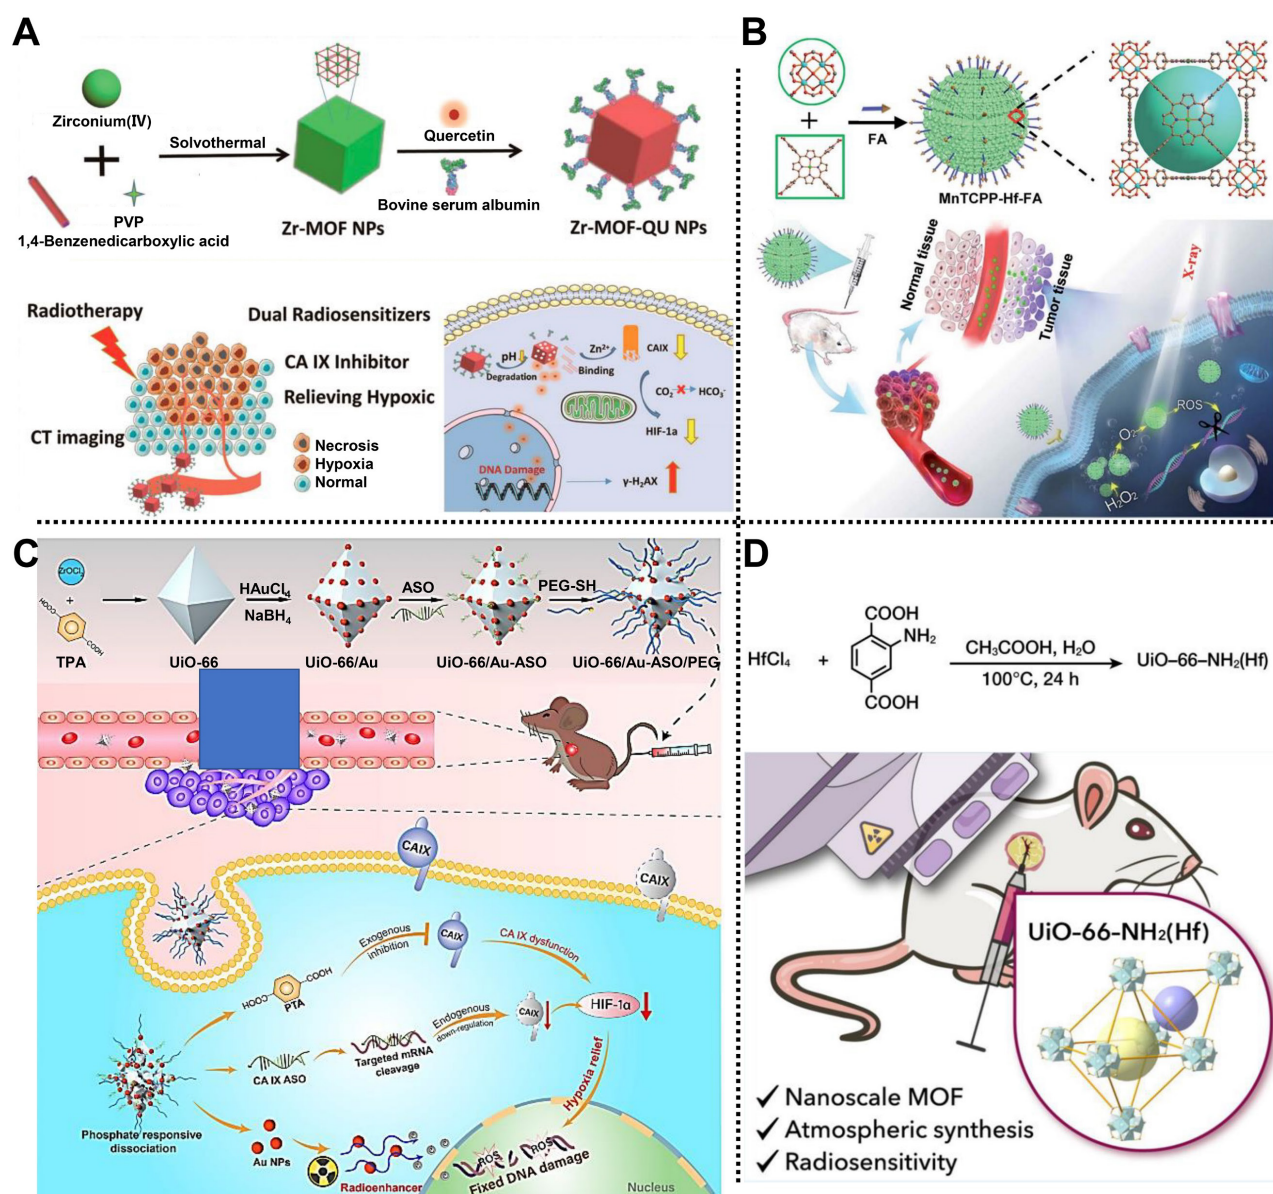 A
Zirconium(IV)
PVP
1,4-Benzenedicarboxylic acid
Solvothermal
Zr-MOF NPs
Quercetin
Bovine serum albumin
Zr-MOF-QU NPs
Radiotherapy
CT imaging
Dual Radiosensitizers
CA IX Inhibitor
Relieving Hypoxic
Necrosis
Hypoxia
Normal
pH
Degradation
Binding
Zn²⁺
CAIX
CO₂
HCO₃⁻
HIF-1a
DNA Damage
γ-H₂AX
B
+
FA
MnTCPP-Hf-FA
Normal tissue
Tumor tissue
X-ray
ROS
O₂
H₂O₂
C
ZrOCl₂
+
COOH
COOH
TPA
UiO-66
HAuCl₄
NaBH₄
UiO-66/Au
ASO
UiO-66/Au-ASO
PEG-SH
UiO-66/Au-ASO/PEG
CAIX
CAIX
Exogenous
inhibition
CAIX
CA IX dysfunction
COOH
COOH
PTA
Endogenous
down-regulation
CAIX
HIF-1α
CA IX ASO
Targeted mRNA
cleavage
Hypoxia relief
Phosphate responsive
dissociation
Au NPs
Radioenhancer
ROS
ROS
Fixed DNA damage
Nucleus
D
HfCl₄
+
COOH
NH₂
COOH
CH₃COOH, H₂O
100°C, 24 h
UiO–66–NH₂(Hf)
UiO-66-NH₂(Hf)
✓ Nanoscale MOF
✓ Atmospheric synthesis
✓ Radiosensitivity